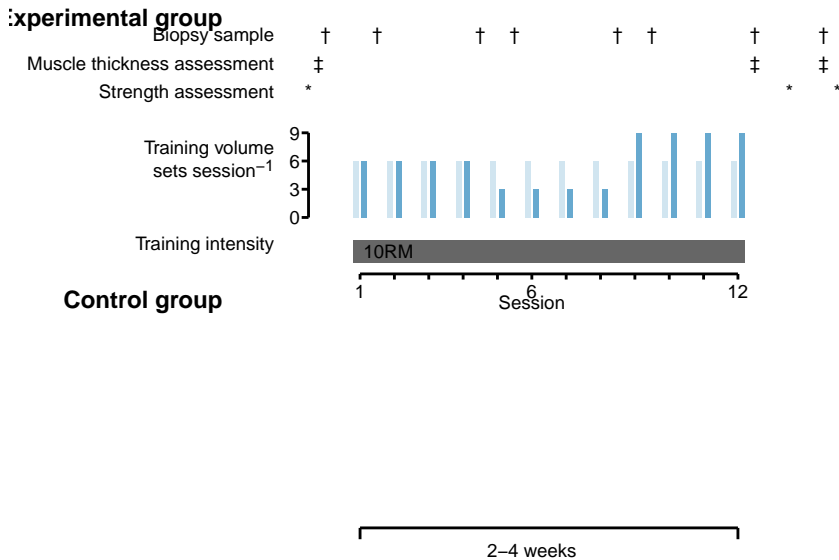 Experimental group
Biopsy sample † † † † † † † †
Muscle thickness assessment ‡ ‡ ‡
Strength assessment * * *
Training volume
sets session⁻¹
9
6
3
0
Training intensity
10RM
1 6 12
Session
Control group
2–4 weeks